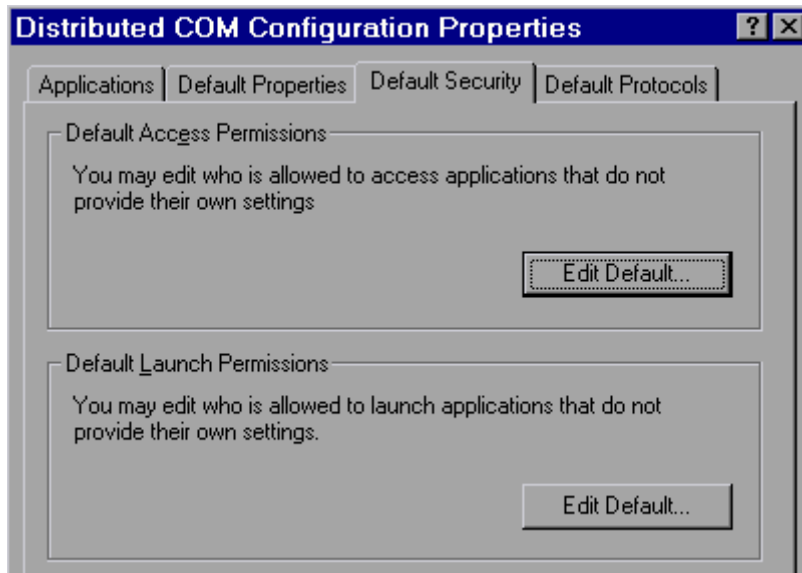 Distributed COM Configuration Properties
Applications Default Properties Default Security Default Protocols
Default Access Permissions
You may edit who is allowed to access applications that do not
provide their own settings
Edit Default...
Default Launch Permissions
You may edit who is allowed to launch applications that do not
provide their own settings.
Edit Default...